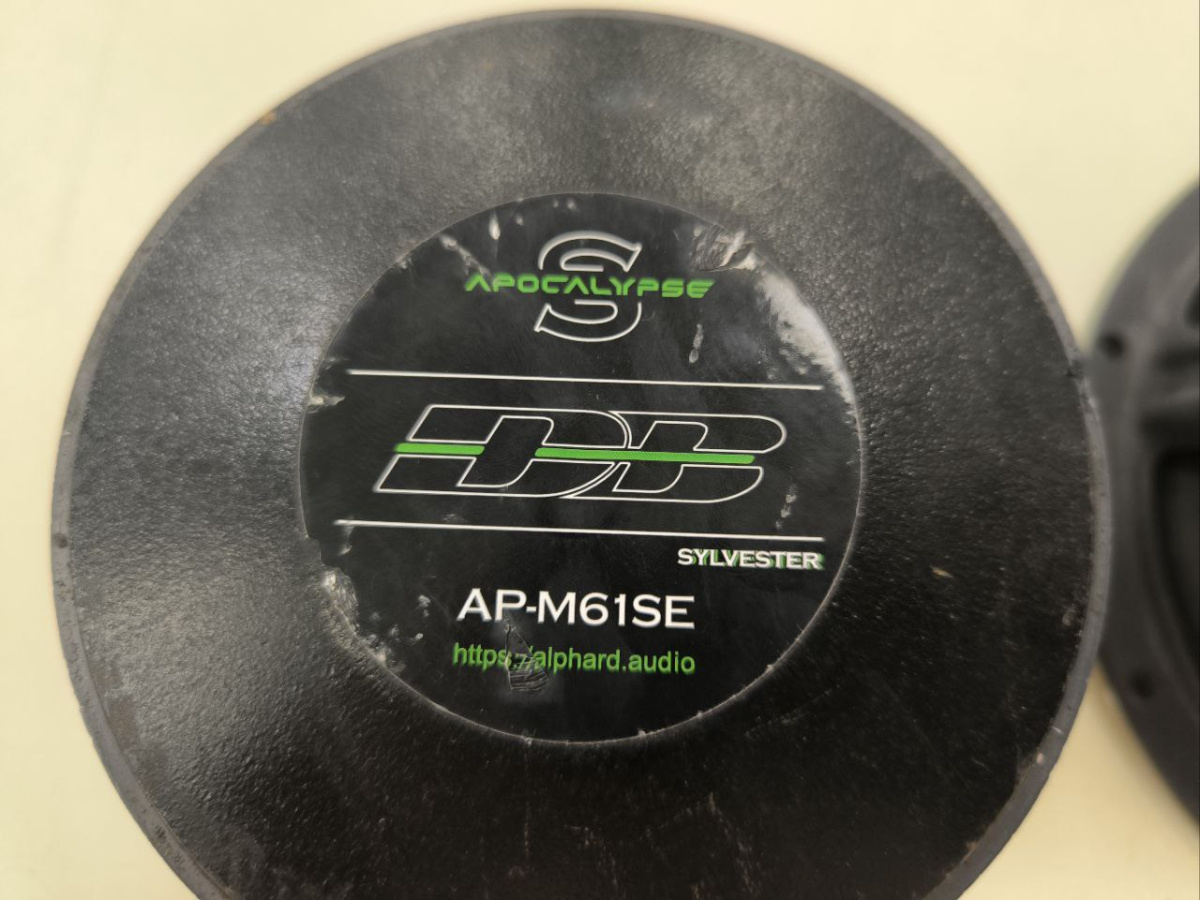 S
APOCALYPSE
DB
SYLVESTER
AP-M61SE
https://alphard.audio